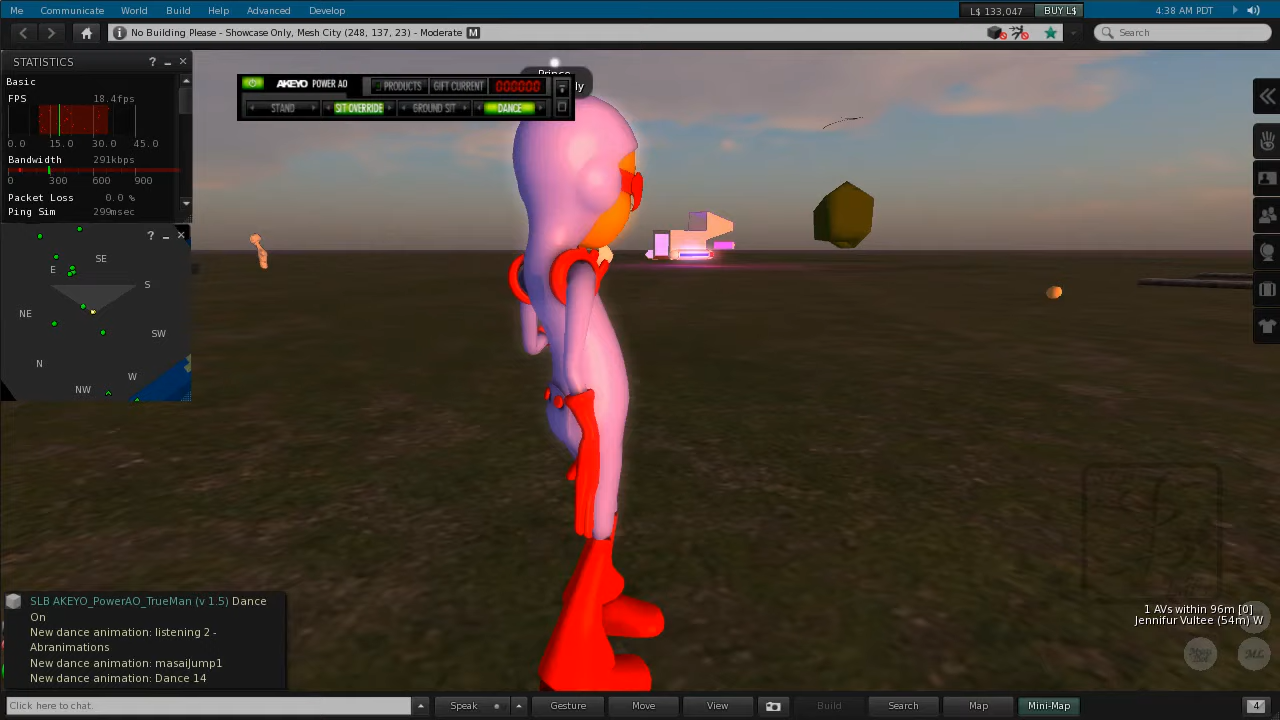 Me Communicate World Build Help Advanced Develop
L$ 133,047 BUY L$ 4:38 AM PDT
No Building Please - Showcase Only, Mesh City (248, 137, 23) - Moderate M
Search
STATISTICS ? _ ×
Basic
FPS 18.4fps
0.0 15.0 30.0 45.0
Bandwidth 291kbps
0 300 600 900
Packet Loss 0.0 %
Ping Sim 299msec
AKEYO POWER AO PRODUCTS GIFT CURRENT 000000
STAND SIT OVERRIDE GROUND SIT DANCE
Prince
ly
? _ ×
SE
E
S
NE
SW
N
W
NW
1 AVs within 96m [0]
Jennifur Vultee (54m) W
SLB AKEYO_PowerAO_TrueMan (v 1.5) Dance
On
New dance animation: listening 2 -
Abranimations
New dance animation: masaiJump1
New dance animation: Dance 14
Click here to chat.
Speak Gesture Move View Build Search Map Mini-Map 4